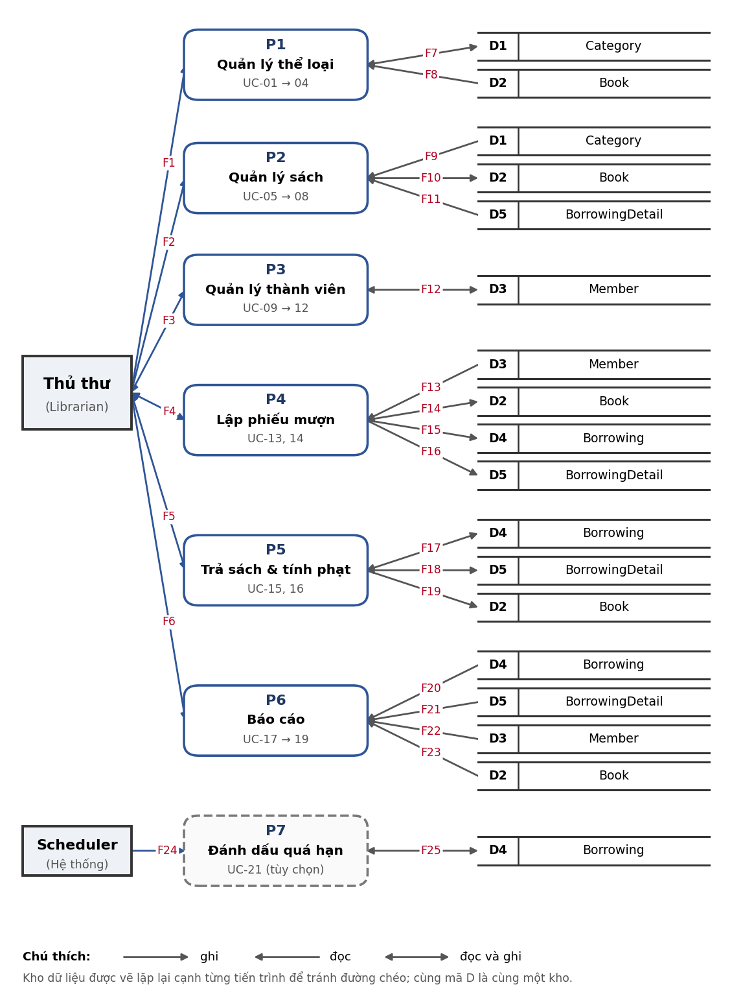 P1
Quản lý thể loại
UC-01 → 04
F7
F8
D1 Category
D2 Book
F1
P2
Quản lý sách
UC-05 → 08
F9
F10
F11
D1 Category
D2 Book
D5 BorrowingDetail
F2
P3
Quản lý thành viên
UC-09 → 12
F12
D3 Member
F3
Thủ thư
(Librarian)
F4
P4
Lập phiếu mượn
UC-13, 14
F13
F14
F15
F16
D3 Member
D2 Book
D4 Borrowing
D5 BorrowingDetail
F5
P5
Trả sách & tính phạt
UC-15, 16
F17
F18
F19
D4 Borrowing
D5 BorrowingDetail
D2 Book
F6
P6
Báo cáo
UC-17 → 19
F20
F21
F22
F23
D4 Borrowing
D5 BorrowingDetail
D3 Member
D2 Book
Scheduler
(Hệ thống)
F24
P7
Đánh dấu quá hạn
UC-21 (tùy chọn)
F25
D4 Borrowing
Chú thích: ghi đọc đọc và ghi
Kho dữ liệu được vẽ lặp lại cạnh từng tiến trình để tránh đường chéo; cùng mã D là cùng một kho.